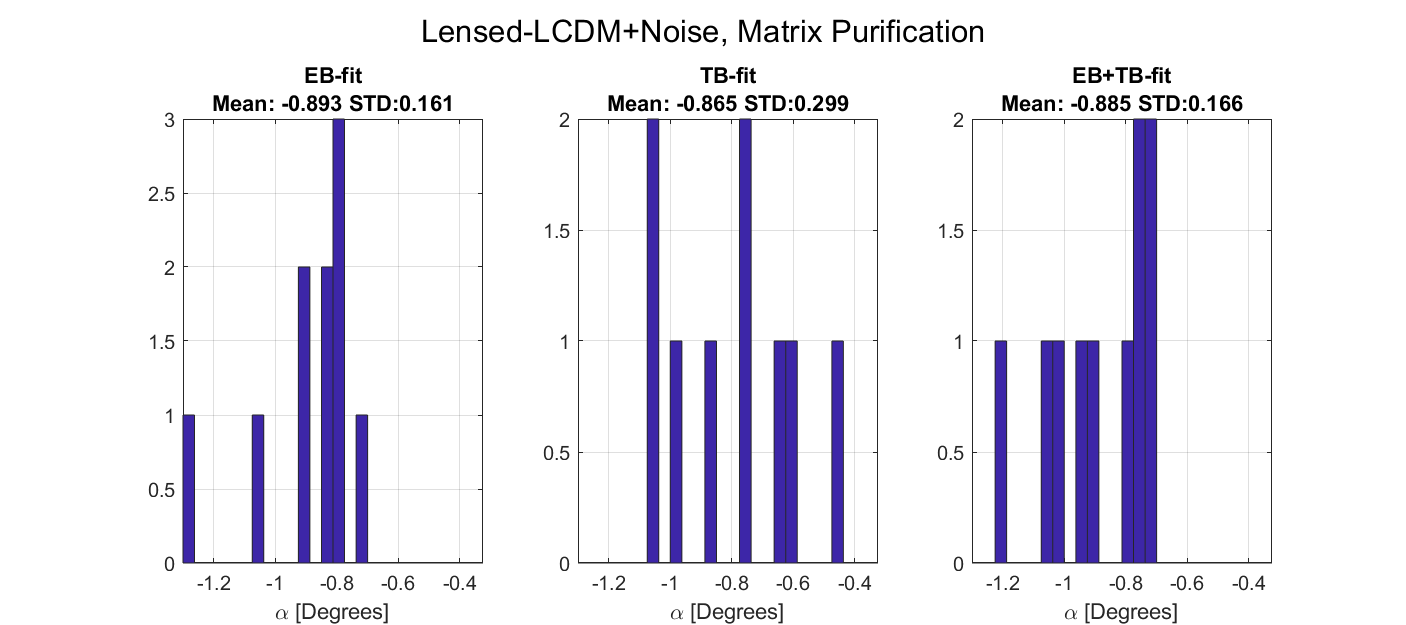 Lensed-LCDM+Noise, Matrix Purification
EB-fit
Mean: -0.893 STD:0.161
3
2.5
2
1.5
1
0.5
0
-1.2 -1 -0.8 -0.6 -0.4
α [Degrees]
TB-fit
Mean: -0.865 STD:0.299
2
1.5
1
0.5
0
-1.2 -1 -0.8 -0.6 -0.4
α [Degrees]
EB+TB-fit
Mean: -0.885 STD:0.166
2
1.5
1
0.5
0
-1.2 -1 -0.8 -0.6 -0.4
α [Degrees]